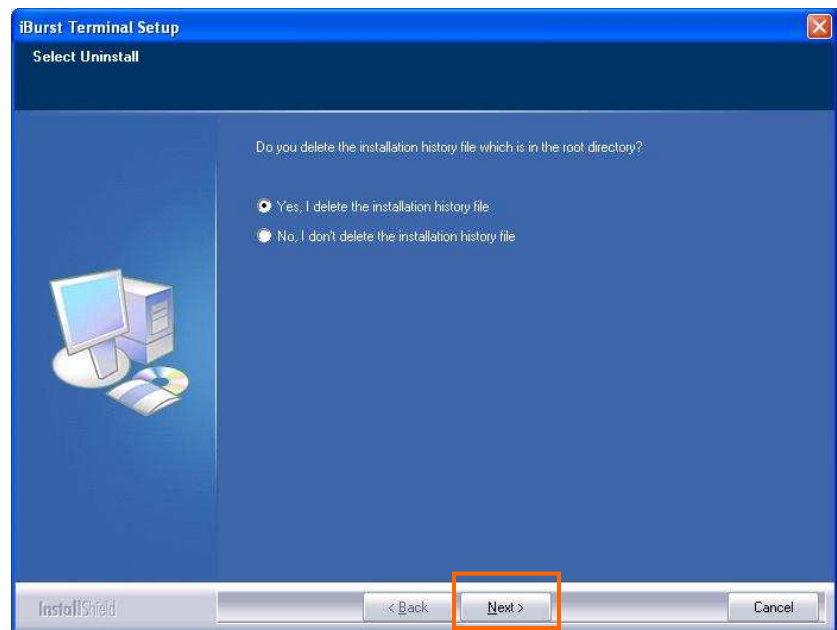 iBurst Terminal Setup
Select Uninstall
Do you delete the installation history file which is in the root directory?
Yes, I delete the installation history file
No, I don't delete the installation history file
InstallShield
< Back
Next >
Cancel